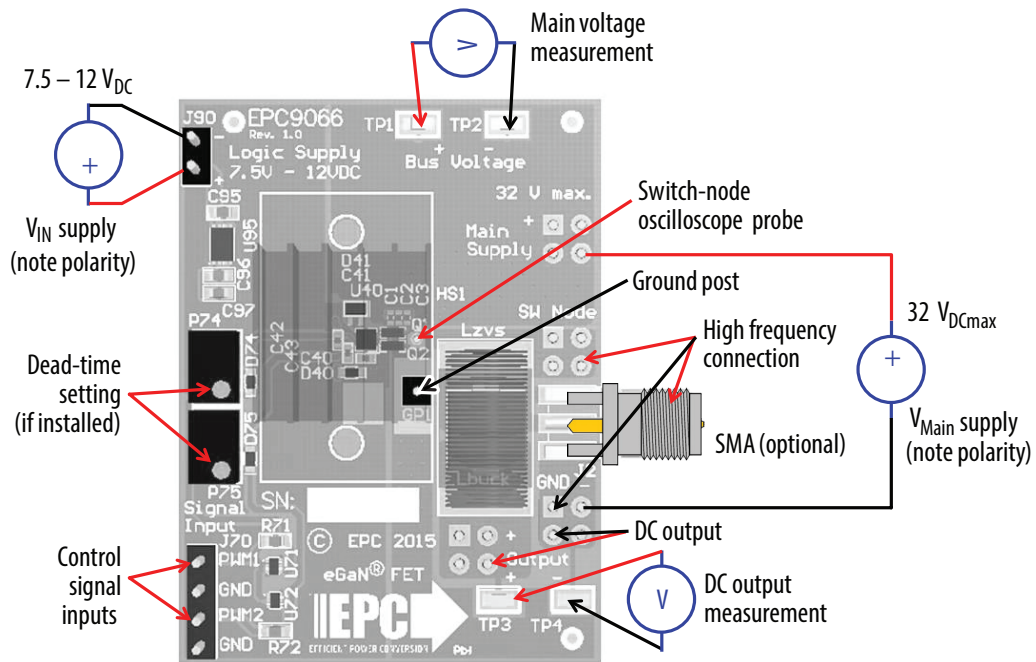 Main voltage
measurement
V
7.5 – 12 VDC
+
VIN supply
(note polarity)
J90
EPC9066
Rev. 1.0
Logic Supply
7.5V - 12VDC
-
+
TP1
TP2
+
-
Bus Voltage
32 V max.
+
Main
Supply
-
Switch-node
oscilloscope probe
Ground post
C95
U95
C96
C97
D41
C41
U40
C1
C2
C3
HS1
Q1
Q2
C42
C43
C40
D40
GP1
Lzvs
Lbuck
SW Node
High frequency
connection
32 VDCmax
+
VMain supply
(note polarity)
SMA (optional)
P74
D74
Dead-time
setting
(if installed)
D75
P75
Signal
Input
J70
PWM1
GND
PWM2
GND
R71
U71
U72
R72
Control
signal
inputs
SN:
© EPC 2015
eGaN® FET
EPC
EFFICIENT POWER CONVERSION
GND
J2
+
Output
-
+
-
TP3
TP4
DC output
V
DC output
measurement